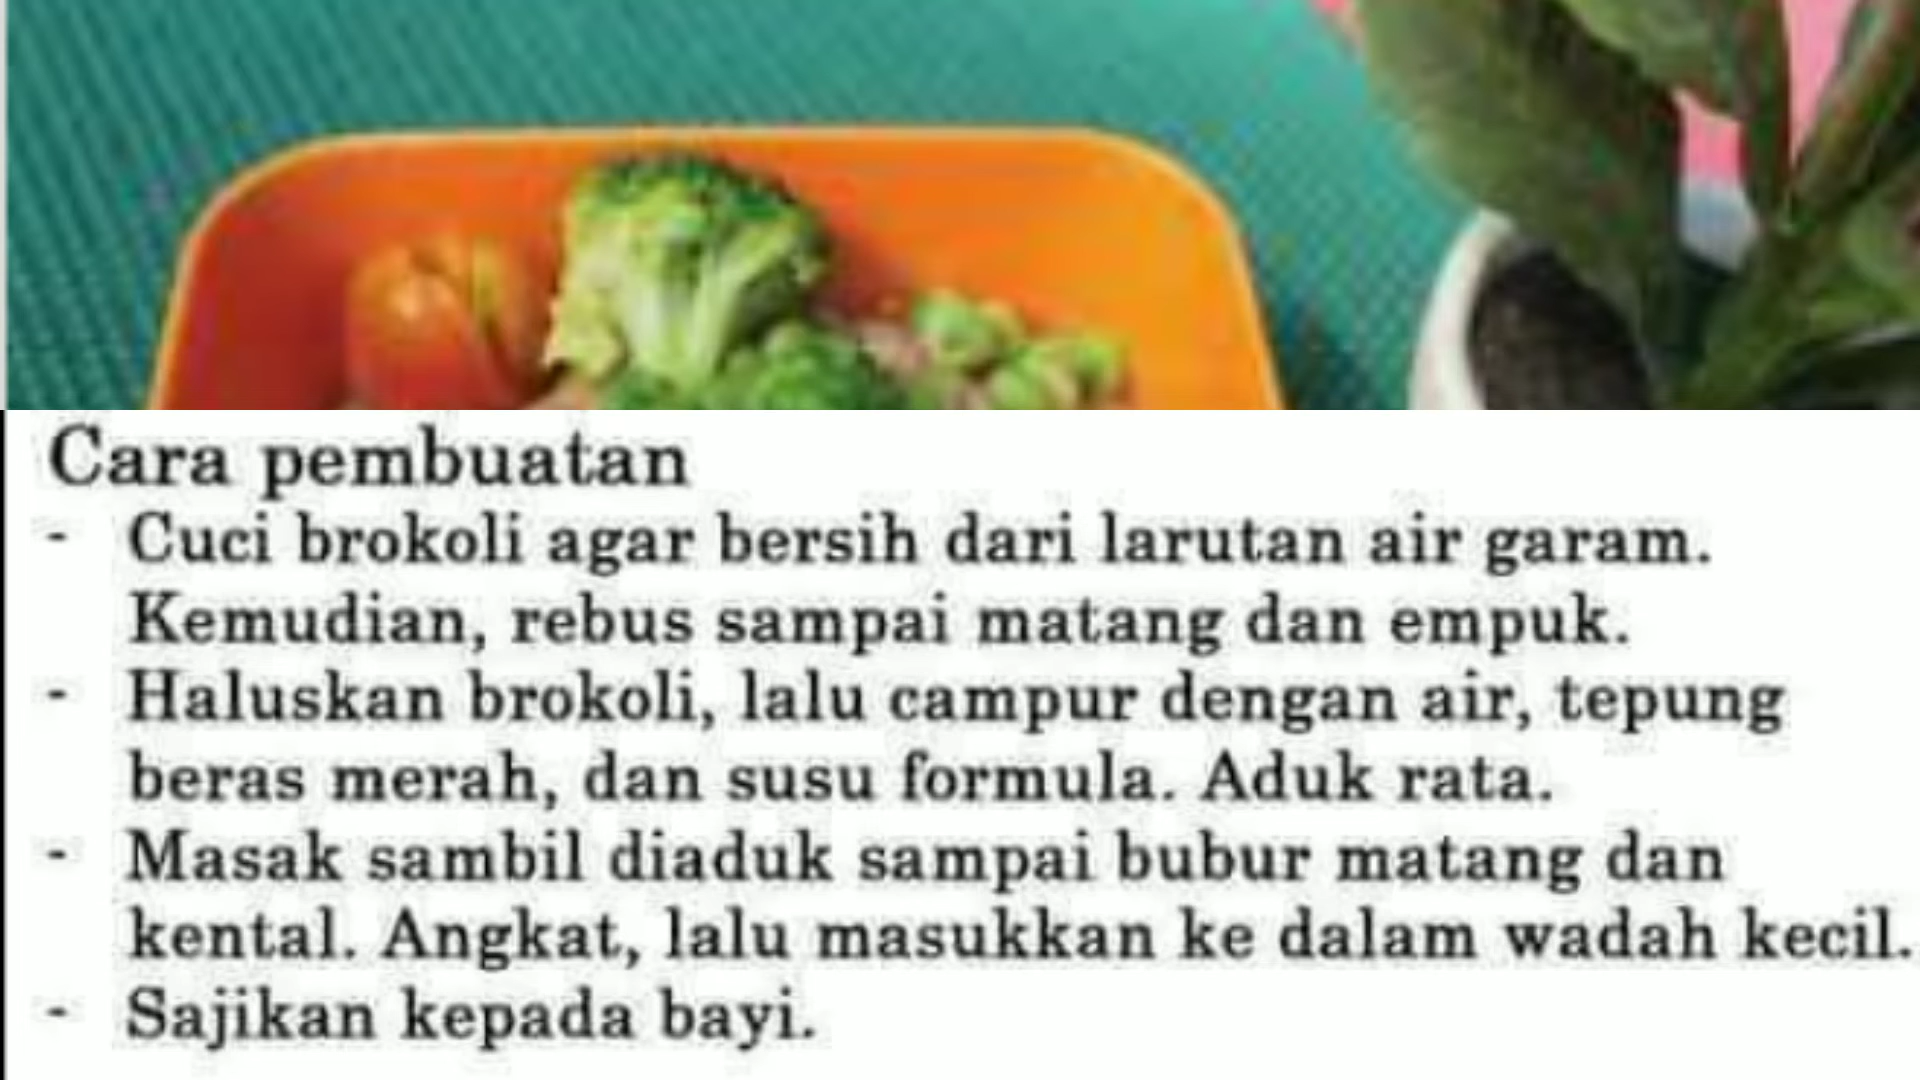 Cara pembuatan
- Cuci brokoli agar bersih dari larutan air garam.
Kemudian, rebus sampai matang dan empuk.
- Haluskan brokoli, lalu campur dengan air, tepung
beras merah, dan susu formula. Aduk rata.
- Masak sambil diaduk sampai bubur matang dan
kental. Angkat, lalu masukkan ke dalam wadah kecil.
- Sajikan kepada bayi.